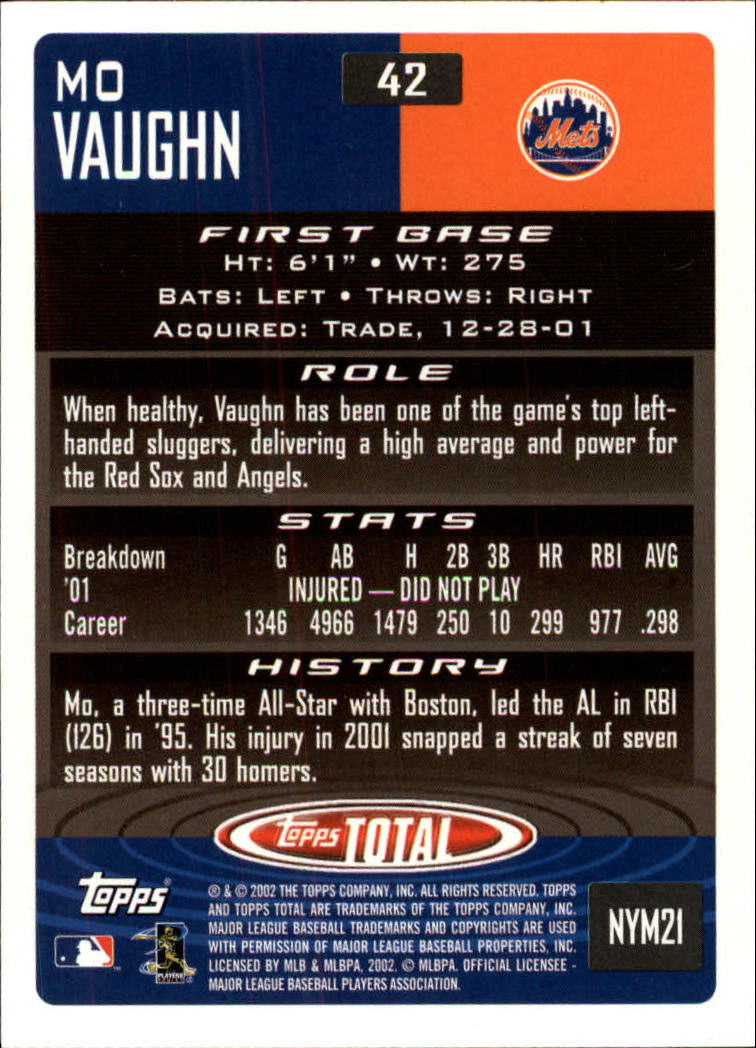 MO
VAUGHN
42
Mets
FIRST BASE
HT: 6'1" • WT: 275
BATS: LEFT • THROWS: RIGHT
ACQUIRED: TRADE, 12-28-01
ROLE
When healthy, Vaughn has been one of the game's top left-
handed sluggers, delivering a high average and power for
the Red Sox and Angels.
STATS
Breakdown G AB H 2B 3B HR RBI AVG
'01 INJURED — DID NOT PLAY
Career 1346 4966 1479 250 10 299 977 .298
HISTORY
Mo, a three-time All-Star with Boston, led the AL in RBI
(126) in '95. His injury in 2001 snapped a streak of seven
seasons with 30 homers.
topps TOTAL
topps®
® & © 2002 THE TOPPS COMPANY, INC. ALL RIGHTS RESERVED. TOPPS
AND TOPPS TOTAL ARE TRADEMARKS OF THE TOPPS COMPANY, INC.
MAJOR LEAGUE BASEBALL TRADEMARKS AND COPYRIGHTS ARE USED
WITH PERMISSION OF MAJOR LEAGUE BASEBALL PROPERTIES, INC.
LICENSED BY MLB & MLBPA, 2002. © MLBPA. OFFICIAL LICENSEE -
MAJOR LEAGUE BASEBALL PLAYERS ASSOCIATION.
PLAYERS
CHOICE
NYM21